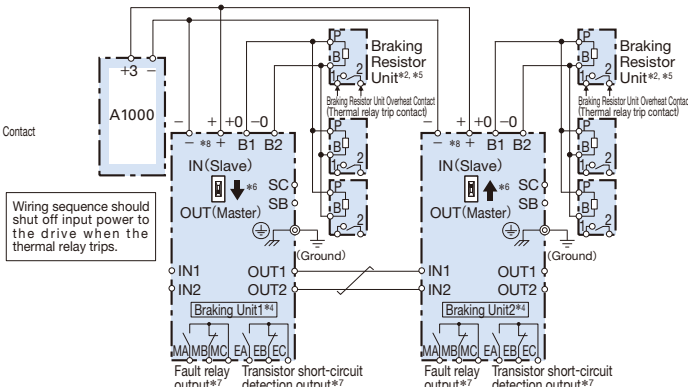 +3 −
A1000
Contact
Wiring sequence should
shut off input power to
the drive when the
thermal relay trips.
− + +0 −0
− *8 + B1 B2
IN(Slave)
*6
OUT(Master)
SC
SB
(Ground)
IN1
IN2
OUT1
OUT2
Braking Unit1*4
MA MB MC EA EB EC
Fault relay
output*7
Transistor short-circuit
detection output*7
P
B
1 2
Braking
Resistor
Unit*2, *5
Braking Resistor Unit Overheat Contact
(Thermal relay trip contact)
P
B
1 2
P
B
1 2
− + +0 −0
− *8 + B1 B2
IN(Slave)
*6
OUT(Master)
SC
SB
(Ground)
IN1
IN2
OUT1
OUT2
Braking Unit2*4
MA MB MC EA EB EC
Fault relay
output*7
Transistor short-circuit
detection output*7
P
B
1 2
Braking
Resistor
Unit*2, *5
Braking Resistor Unit Overheat Contact
(Thermal relay trip contact)
P
B
1 2
P
B
1 2